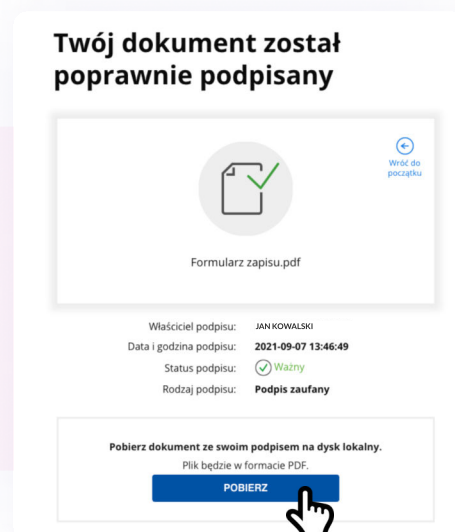 Twój dokument został
poprawnie podpisany
Wróć do
początku
Formularz zapisu.pdf
Właściciel podpisu: JAN KOWALSKI
Data i godzina podpisu: 2021-09-07 13:46:49
Status podpisu: Ważny
Rodzaj podpisu: Podpis zaufany
Pobierz dokument ze swoim podpisem na dysk lokalny.
Plik będzie w formacie PDF.
POBIERZ